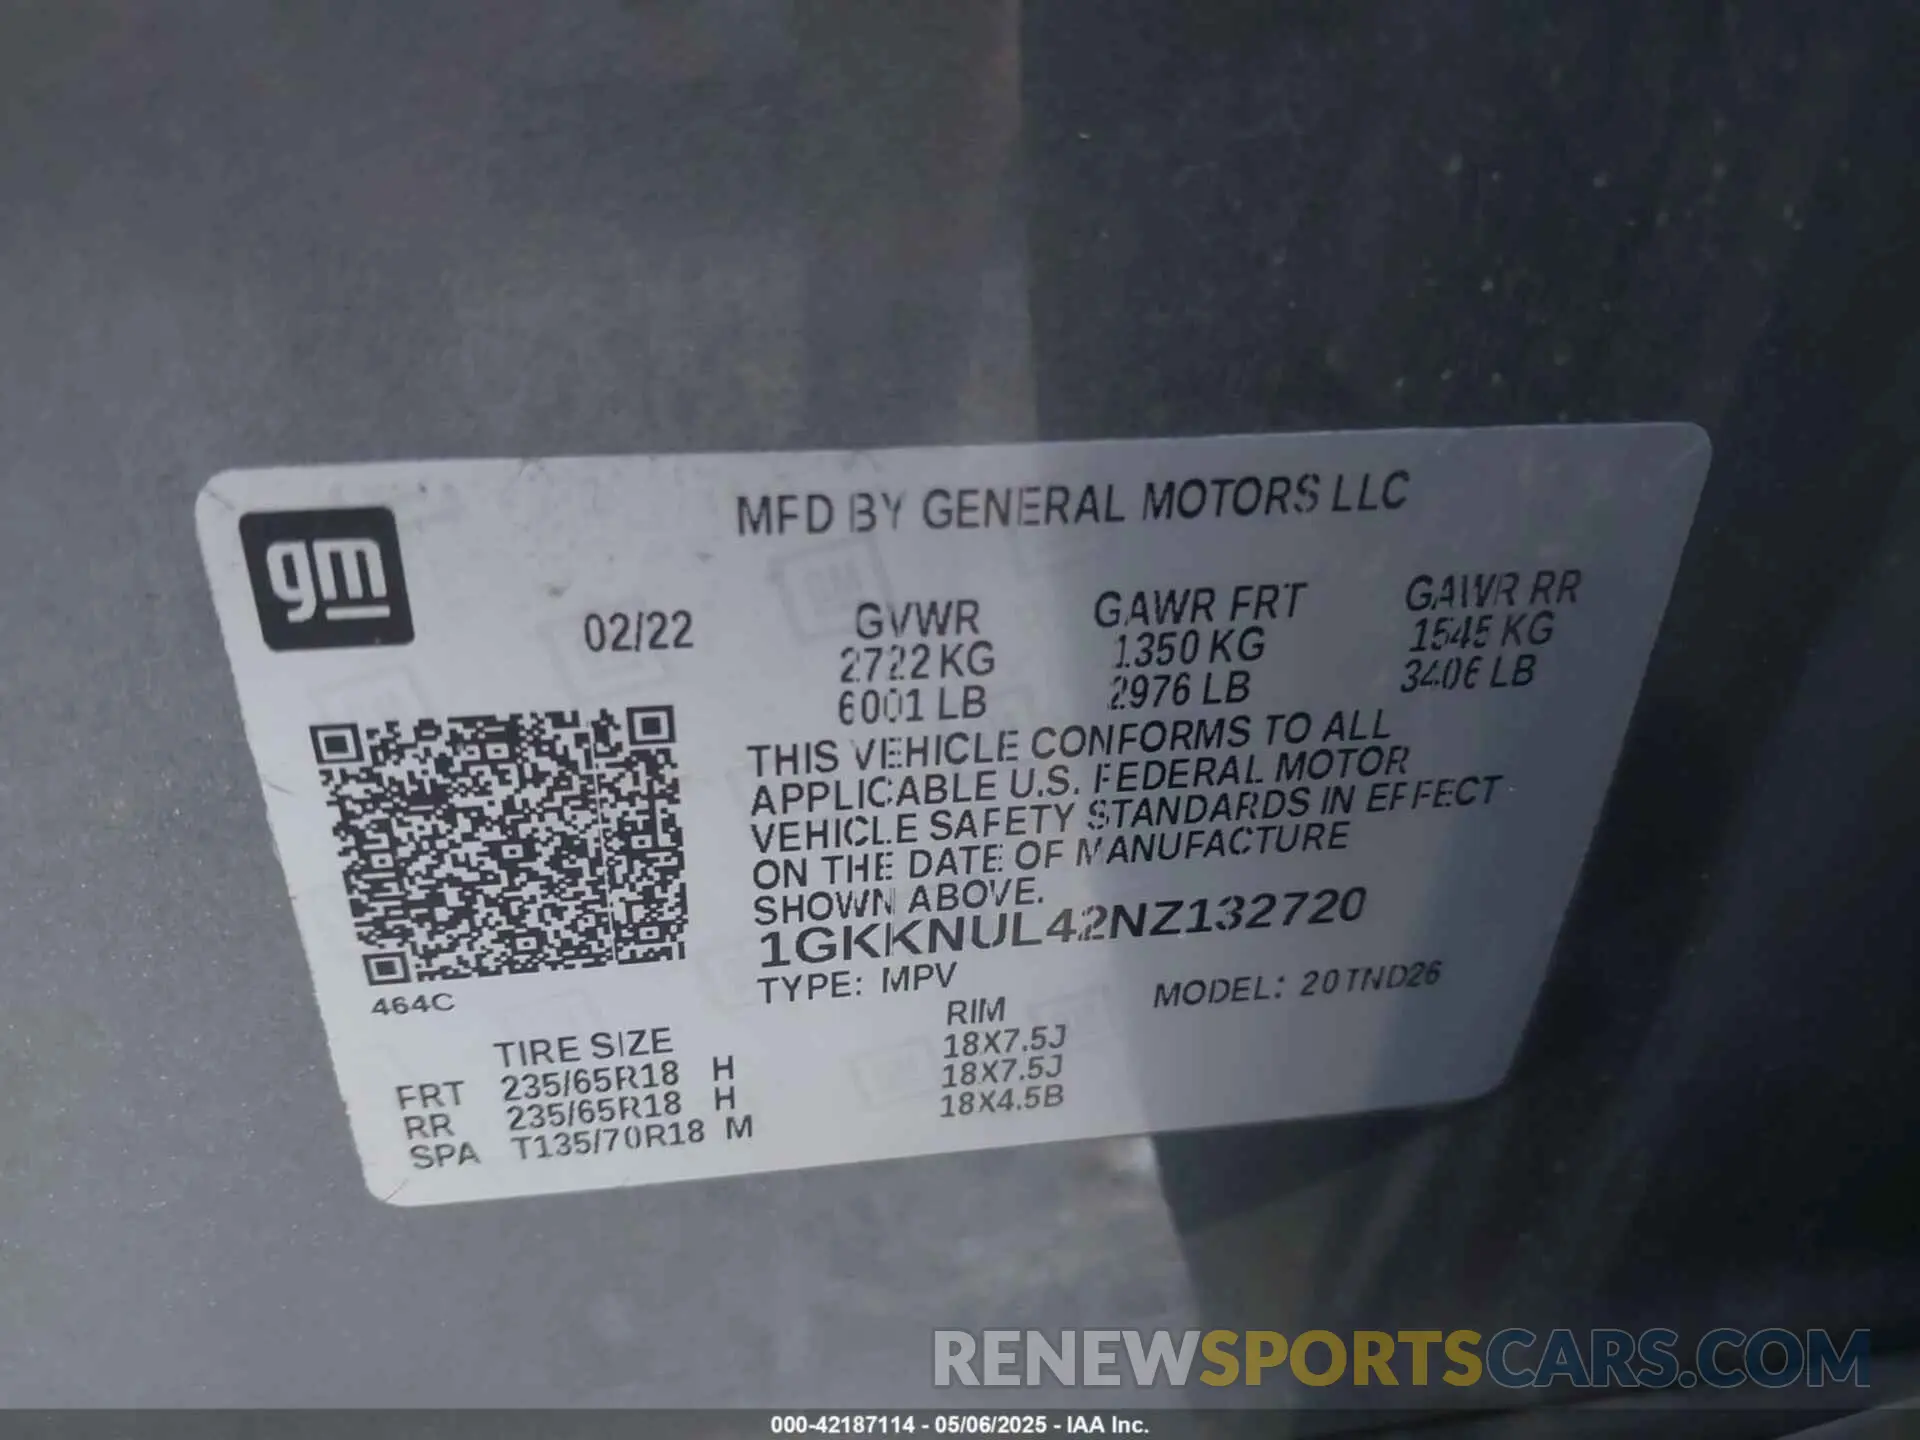 MFD BY GENERAL MOTORS LLC
gm
02/22
GVWR
2722 KG
6001 LB
GAWR FRT
1350 KG
2976 LB
GAWR RR
1545 KG
3406 LB
THIS VEHICLE CONFORMS TO ALL
APPLICABLE U.S. FEDERAL MOTOR
VEHICLE SAFETY STANDARDS IN EFFECT
ON THE DATE OF MANUFACTURE
SHOWN ABOVE.
1GKKNUL42NZ132720
TYPE: MPV
MODEL: 20TND26
464C
TIRE SIZE RIM
FRT 235/65R18 H 18X7.5J
RR 235/65R18 H 18X7.5J
SPA T135/70R18 M 18X4.5B
RENEWSPORTSCARS.COM
000-42187114 - 05/06/2025 - IAA Inc.